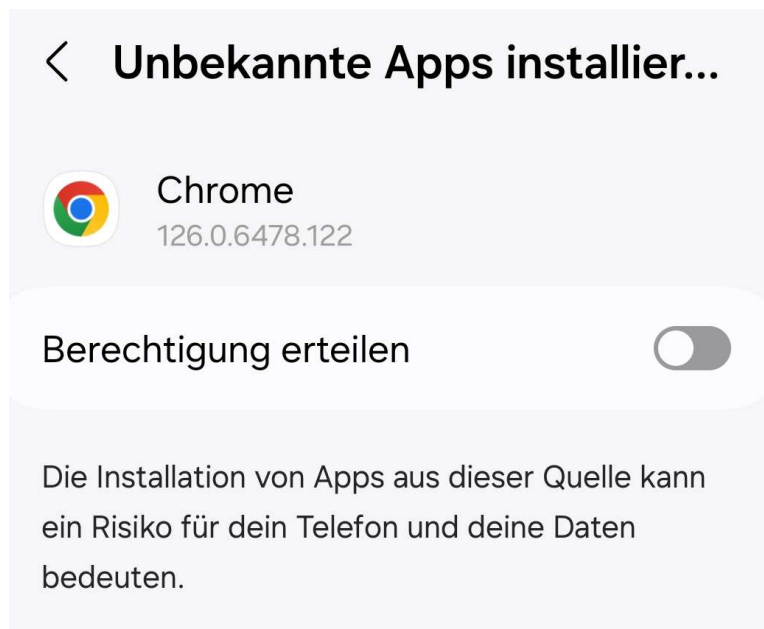 Unbekannte Apps installier...
Chrome
126.0.6478.122
Berechtigung erteilen
Die Installation von Apps aus dieser Quelle kann
ein Risiko für dein Telefon und deine Daten
bedeuten.